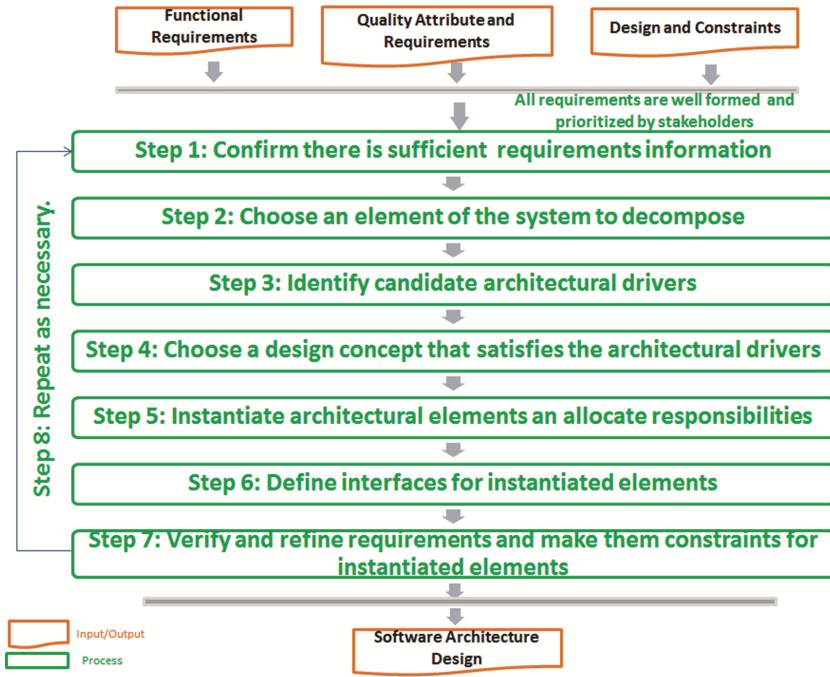 Functional
Requirements
Quality Attribute and
Requirements
Design and Constraints
All requirements are well formed and
prioritized by stakeholders
Step 1: Confirm there is sufficient requirements information
Step 2: Choose an element of the system to decompose
Step 3: Identify candidate architectural drivers
Step 4: Choose a design concept that satisfies the architectural drivers
Step 5: Instantiate architectural elements an allocate responsibilities
Step 6: Define interfaces for instantiated elements
Step 7: Verify and refine requirements and make them constraints for
instantiated elements
Step 8: Repeat as necessary.
Software Architecture
Design
Input/Output
Process